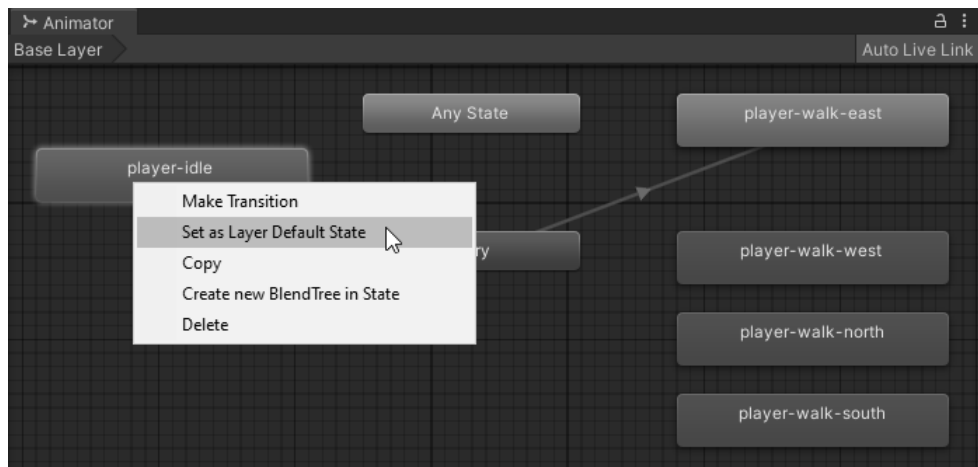 Animator
Base Layer
Auto Live Link
Any State
player-walk-east
player-idle
Make Transition
Set as Layer Default State
Copy
Create new BlendTree in State
Delete
ry
player-walk-west
player-walk-north
player-walk-south